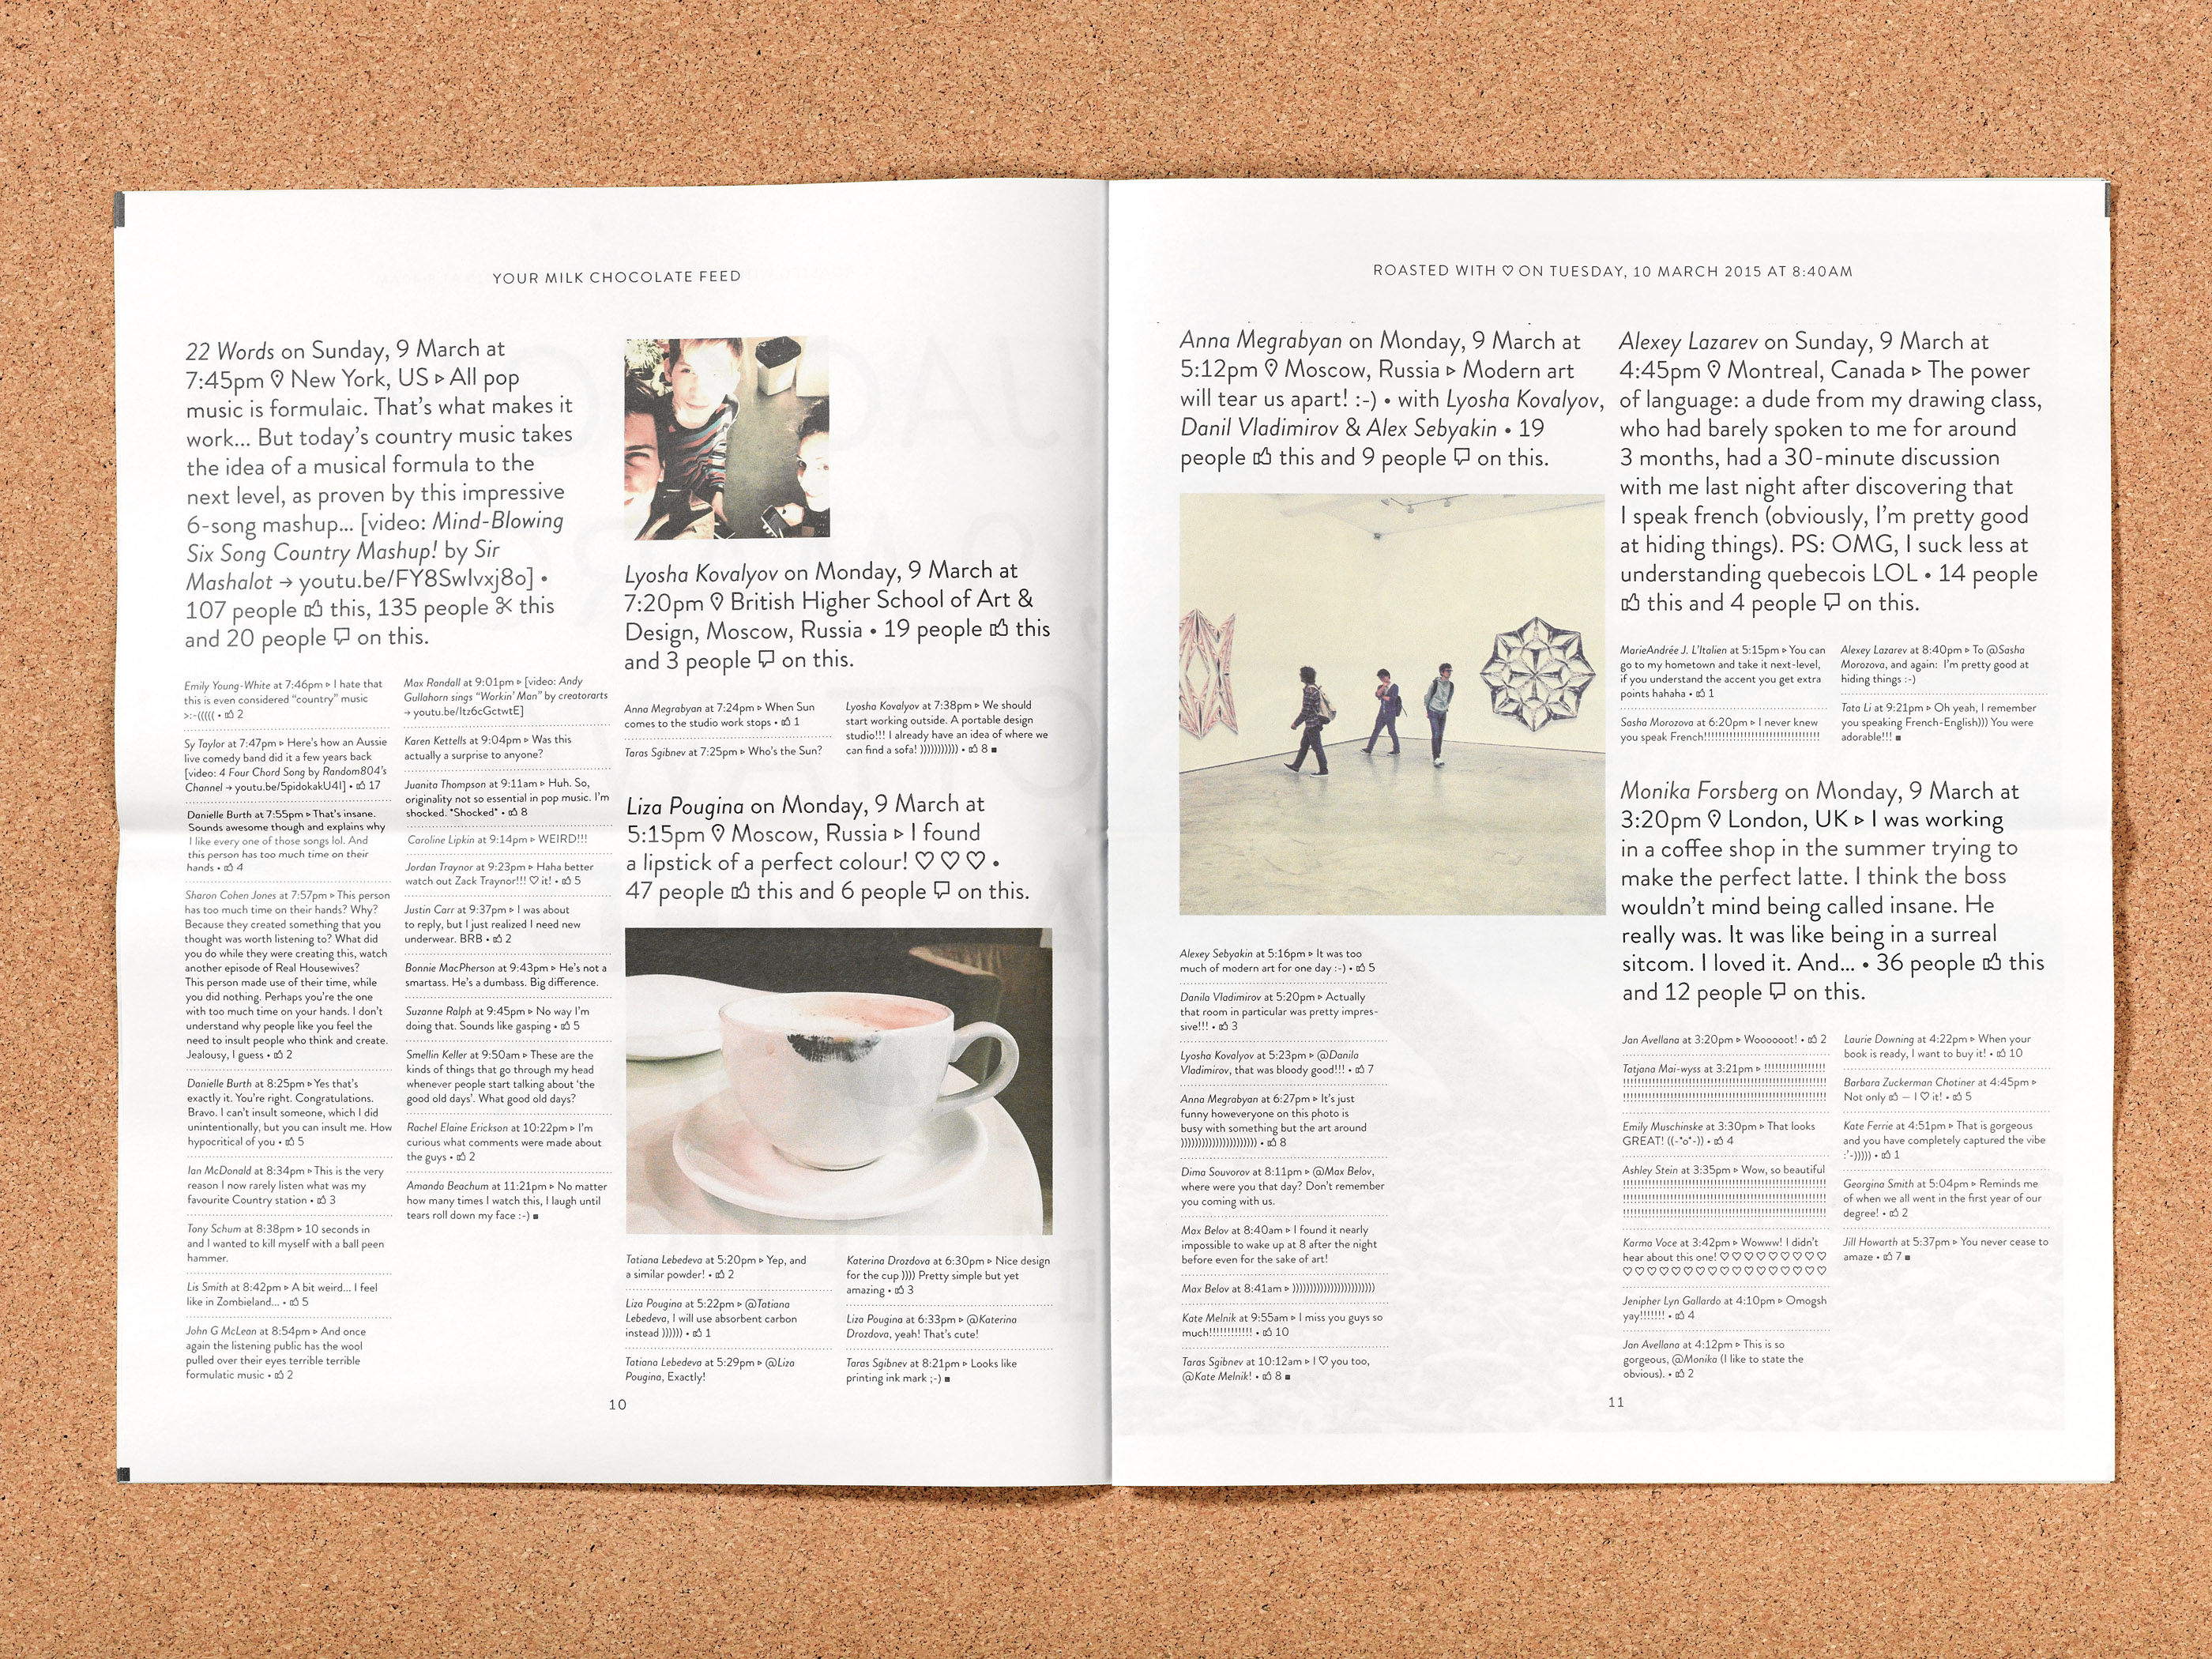 YOUR MILK CHOCOLATE FEED
22 Words on Sunday, 9 March at
7:45pm New York, US ▹ All pop
music is formulaic. That's what makes it
work... But today's country music takes
the idea of a musical formula to the
next level, as proven by this impressive
6-song mashup... [video: Mind-Blowing
Six Song Country Mashup! by Sir
Mashalot → youtu.be/FY8SwIvxj8o] •
107 people this, 135 people this
and 20 people on this.
Emily Young-White at 7:46pm ▹ I hate that
this is even considered "country" music
>:-((((( • 2
Sy Taylor at 7:47pm ▹ Here's how an Aussie
live comedy band did it a few years back
[video: 4 Four Chord Song by Random804's
Channel → youtu.be/5pidokakU4I] • 17
Danielle Burth at 7:55pm ▹ That's insane.
Sounds awesome though and explains why
I like every one of those songs lol. And
this person has too much time on their
hands • 4
Sharon Cohen Jones at 7:57pm ▹ This person
has too much time on their hands? Why?
Because they created something that you
thought was worth listening to? What did
you do while they were creating this, watch
another episode of Real Housewives?
This person made use of their time, while
you did nothing. Perhaps you're the one
with too much time on your hands. I don't
understand why people like you feel the
need to insult people who think and create.
Jealousy, I guess • 2
Danielle Burth at 8:25pm ▹ Yes that's
exactly it. You're right. Congratulations.
Bravo. I can't insult someone, which I did
unintentionally, but you can insult me. How
hypocritical of you • 5
Ian McDonald at 8:34pm ▹ This is the very
reason I now rarely listen what was my
favourite Country station • 3
Tony Schum at 8:38pm ▹ 10 seconds in
and I wanted to kill myself with a ball peen
hammer.
Lis Smith at 8:42pm ▹ A bit weird... I feel
like in Zombieland... • 5
John G McLean at 8:54pm ▹ And once
again the listening public has the wool
pulled over their eyes terrible terrible
formulatic music • 2
Max Randall at 9:01pm ▹ [video: Andy
Gullahorn sings "Workin' Man" by creatorarts
→ youtu.be/Itz6cGctwtE]
Karen Kettells at 9:04pm ▹ Was this
actually a surprise to anyone?
Juanita Thompson at 9:11am ▹ Huh. So,
originality not so essential in pop music. I'm
shocked. *Shocked* • 8
Caroline Lipkin at 9:14pm ▹ WEIRD!!!
Jordan Traynor at 9:23pm ▹ Haha better
watch out Zack Traynor!!! ♡ it! • 5
Justin Carr at 9:37pm ▹ I was about
to reply, but I just realized I need new
underwear. BRB • 2
Bonnie MacPherson at 9:43pm ▹ He's not a
smartass. He's a dumbass. Big difference.
Suzanne Ralph at 9:45pm ▹ No way I'm
doing that. Sounds like gasping • 5
Smellin Keller at 9:50am ▹ These are the
kinds of things that go through my head
whenever people start talking about 'the
good old days'. What good old days?
Rachel Elaine Erickson at 10:22pm ▹ I'm
curious what comments were made about
the guys • 2
Amanda Beachum at 11:21pm ▹ No matter
how many times I watch this, I laugh until
tears roll down my face :-) ■
Lyosha Kovalyov on Monday, 9 March at
7:20pm British Higher School of Art &
Design, Moscow, Russia • 19 people this
and 3 people on this.
Anna Megrabyan at 7:24pm ▹ When Sun
comes to the studio work stops • 1
Taras Sgibnev at 7:25pm ▹ Who's the Sun?
Lyosha Kovalyov at 7:38pm ▹ We should
start working outside. A portable design
studio!!! I already have an idea of where we
can find a sofa! )))))))))) • 8 ■
Liza Pougina on Monday, 9 March at
5:15pm Moscow, Russia ▹ I found
a lipstick of a perfect colour! ♡ ♡ ♡ •
47 people this and 6 people on this.
Tatiana Lebedeva at 5:20pm ▹ Yep, and
a similar powder! • 2
Liza Pougina at 5:22pm ▹ @Tatiana
Lebedeva, I will use absorbent carbon
instead )))))) • 1
Tatiana Lebedeva at 5:29pm ▹ @Liza
Pougina, Exactly!
Katerina Drozdova at 6:30pm ▹ Nice design
for the cup )))) Pretty simple but yet
amazing • 3
Liza Pougina at 6:33pm ▹ @Katerina
Drozdova, yeah! That's cute!
Taras Sgibnev at 8:21pm ▹ Looks like
printing ink mark ;-) ■
10
ROASTED WITH ♡ ON TUESDAY, 10 MARCH 2015 AT 8:40AM
Anna Megrabyan on Monday, 9 March at
5:12pm Moscow, Russia ▹ Modern art
will tear us apart! :-) • with Lyosha Kovalyov,
Danil Vladimirov & Alex Sebyakin • 19
people this and 9 people on this.
Alexey Sebyakin at 5:16pm ▹ It was too
much of modern art for one day :-) • 5
Danila Vladimirov at 5:20pm ▹ Actually
that room in particular was pretty impres-
sive!!! • 3
Lyosha Kovalyov at 5:23pm ▹ @Danila
Vladimirov, that was bloody good!!! • 7
Anna Megrabyan at 6:27pm ▹ It's just
funny howeveryone on this photo is
busy with something but the art around
)))))))))))))))))))))) • 8
Dima Souvorov at 8:11pm ▹ @Max Belov,
where were you that day? Don't remember
you coming with us.
Max Belov at 8:40am ▹ I found it nearly
impossible to wake up at 8 after the night
before even for the sake of art!
Max Belov at 8:41am ▹ ))))))))))))))))))))))))
Kate Melnik at 9:55am ▹ I miss you guys so
much!!!!!!!!!!!! • 10
Taras Sgibnev at 10:12am ▹ I ♡ you too,
@Kate Melnik! • 8 ■
Alexey Lazarev on Sunday, 9 March at
4:45pm Montreal, Canada ▹ The power
of language: a dude from my drawing class,
who had barely spoken to me for around
3 months, had a 30-minute discussion
with me last night after discovering that
I speak french (obviously, I'm pretty good
at hiding things). PS: OMG, I suck less at
understanding quebecois LOL • 14 people
this and 4 people on this.
MarieAndrée J. L'Italien at 5:15pm ▹ You can
go to my hometown and take it next-level,
if you understand the accent you get extra
points hahaha • 1
Sasha Morozova at 6:20pm ▹ I never knew
you speak French!!!!!!!!!!!!!!!!!!!!!!!!!!!!!!!
Alexey Lazarev at 8:40pm ▹ To @Sasha
Morozova, and again: I'm pretty good at
hiding things :-)
Tata Li at 9:21pm ▹ Oh yeah, I remember
you speaking French-English))) You were
adorable!!! ■
Monika Forsberg on Monday, 9 March at
3:20pm London, UK ▹ I was working
in a coffee shop in the summer trying to
make the perfect latte. I think the boss
wouldn't mind being called insane. He
really was. It was like being in a surreal
sitcom. I loved it. And... • 36 people this
and 12 people on this.
Jan Avellana at 3:20pm ▹ Woooooot! • 2
Tatjana Mai-wyss at 3:21pm ▹ !!!!!!!!!!!!!!!!!!
!!!!!!!!!!!!!!!!!!!!!!!!!!!!!!!!!!!!!!!!!!!!!!!!!!!!!!
!!!!!!!!!!!!!!!!!!!!!!!!!!!!!!!!!!!!!!!!!!!!!!!!!!!!!!
Emily Muschinske at 3:30pm ▹ That looks
GREAT! ((-*o*-)) • 4
Ashley Stein at 3:35pm ▹ Wow, so beautiful
!!!!!!!!!!!!!!!!!!!!!!!!!!!!!!!!!!!!!!!!!!!!!!!!!!!!!!
!!!!!!!!!!!!!!!!!!!!!!!!!!!!!!!!!!!!!!!!!!!!!!!!!!!!!!
!!!!!!!!!!!!!!!!!!!!!!!!!!!!!!!!!!!!!!!!!!!!!!!!!!!!!!
Karma Voce at 3:42pm ▹ Wowww! I didn't
hear about this one! ♡ ♡ ♡ ♡ ♡ ♡ ♡ ♡ ♡
♡ ♡ ♡ ♡ ♡ ♡ ♡ ♡ ♡ ♡ ♡ ♡ ♡ ♡ ♡ ♡ ♡
Jenipher Lyn Gallardo at 4:10pm ▹ Omogsh
yay!!!!!!! • 4
Jan Avellana at 4:12pm ▹ This is so
gorgeous, @Monika (I like to state the
obvious). • 2
Laurie Downing at 4:22pm ▹ When your
book is ready, I want to buy it! • 10
Barbara Zuckerman Chotiner at 4:45pm ▹
Not only — I ♡ it! • 5
Kate Ferrie at 4:51pm ▹ That is gorgeous
and you have completely captured the vibe
:'-))))) • 1
Georgina Smith at 5:04pm ▹ Reminds me
of when we all went in the first year of our
degree! • 2
Jill Howarth at 5:37pm ▹ You never cease to
amaze • 7 ■
11